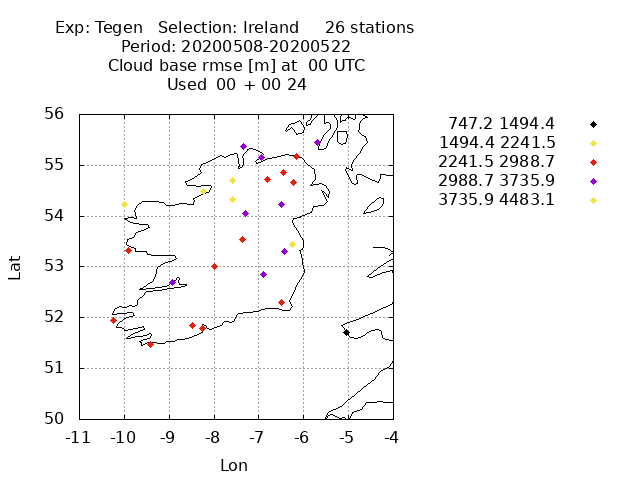 Exp: Tegen   Selection: Ireland     26 stations
Period: 20200508-20200522
Cloud base rmse [m] at  00 UTC
Used  00 + 00 24
747.2 1494.4
1494.4 2241.5
2241.5 2988.7
2988.7 3735.9
3735.9 4483.1
56
55
54
53
52
51
50
Lat
-11 -10 -9 -8 -7 -6 -5 -4
Lon